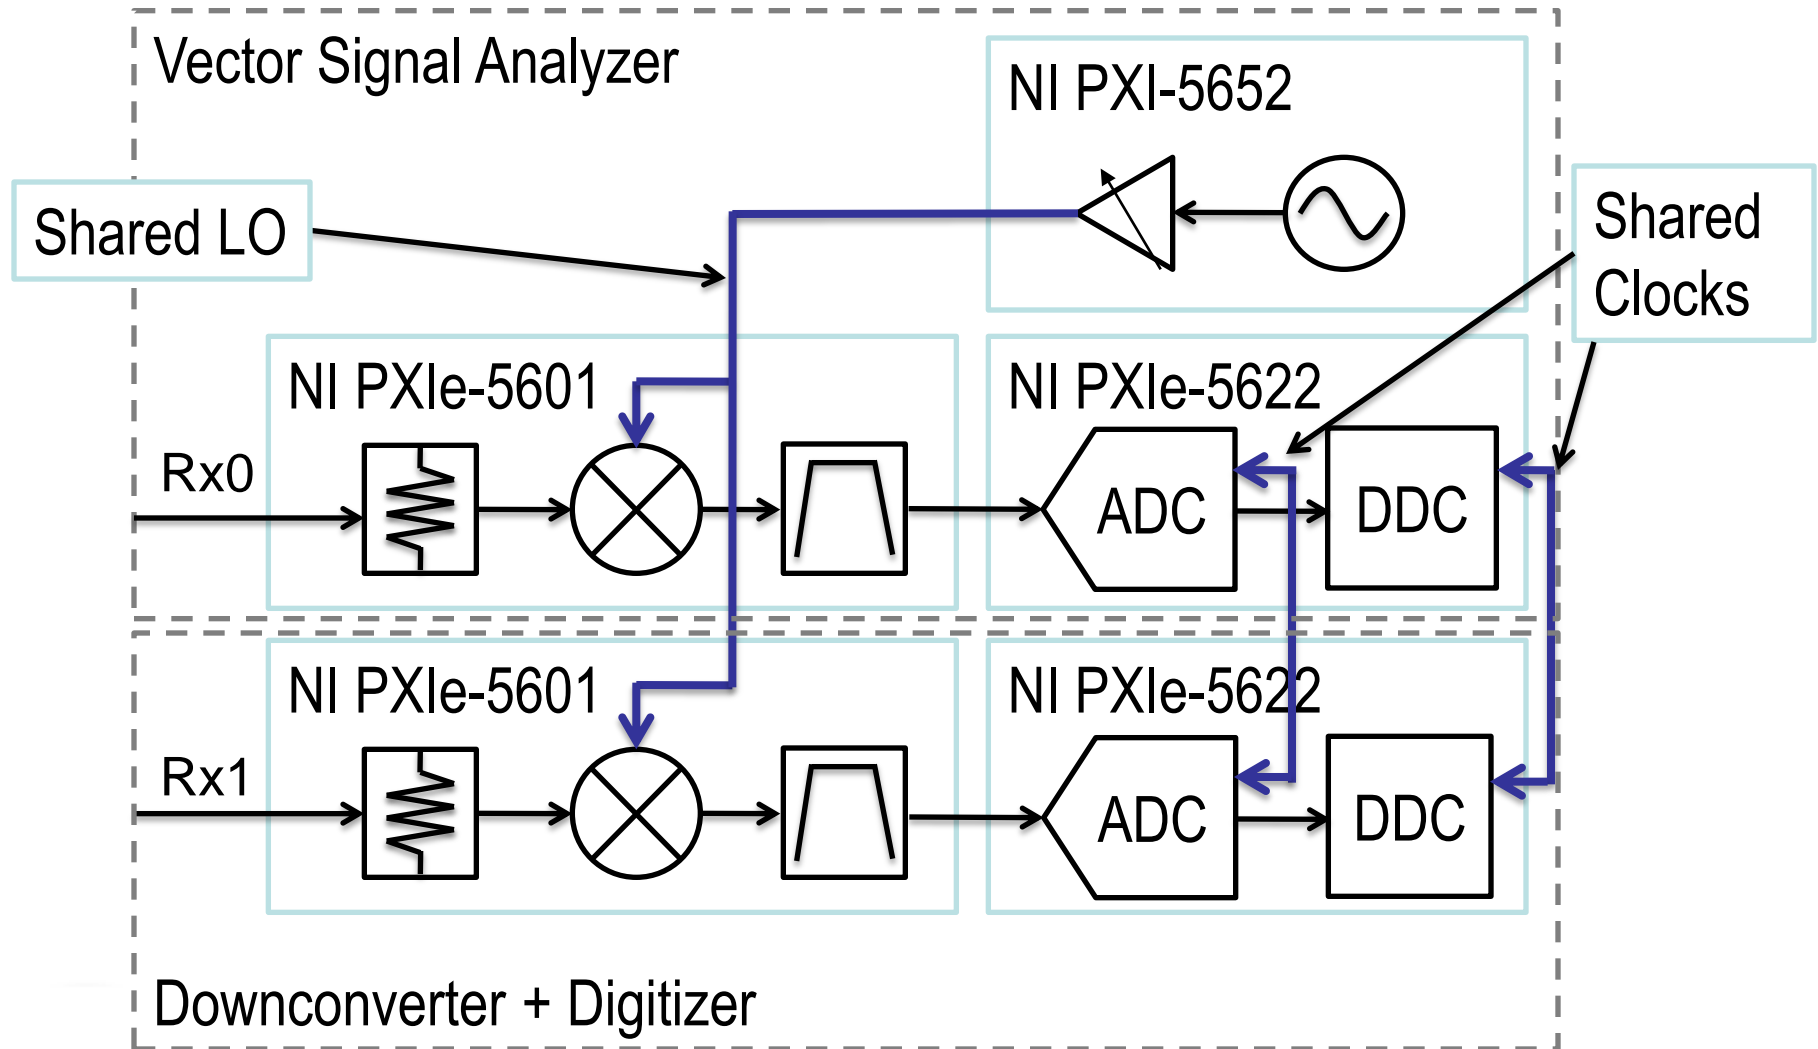 Vector Signal Analyzer
NI PXI-5652
Shared LO
Shared
Clocks
NI PXIe-5601
NI PXIe-5622
Rx0
ADC
DDC
NI PXIe-5601
NI PXIe-5622
Rx1
ADC
DDC
Downconverter + Digitizer